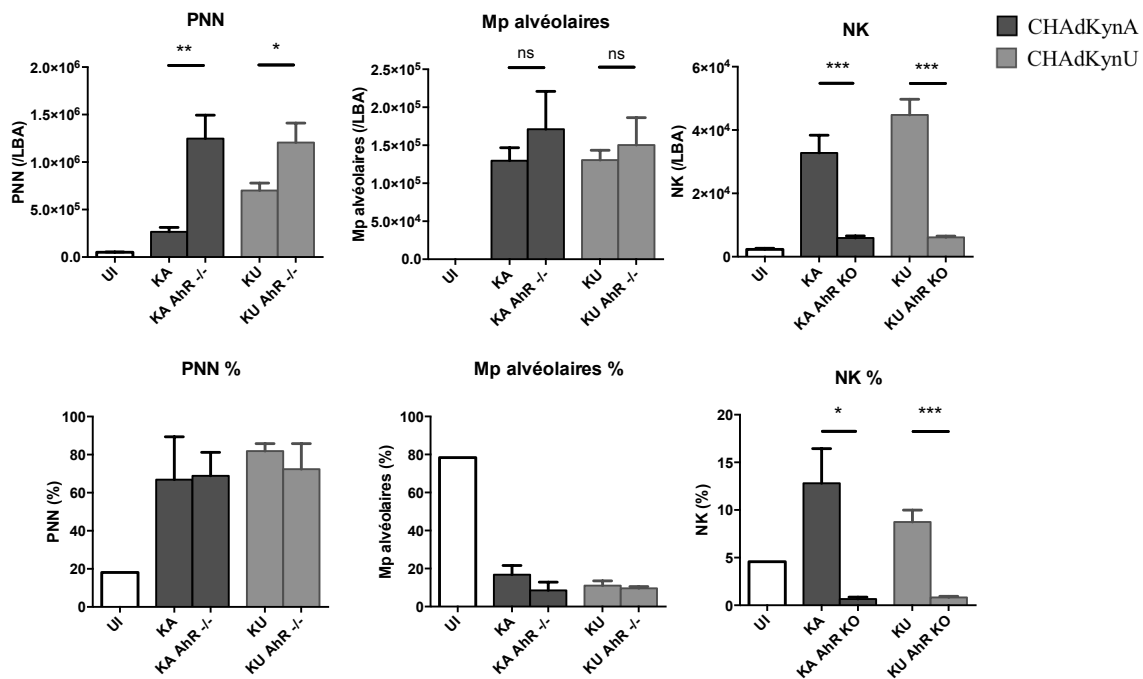 PNN
PNN (/LBA)
2.0×10⁶
1.5×10⁶
1.0×10⁶
5.0×10⁵
0.0
**
*
UI
KA
KA AhR -/-
KU
KU AhR -/-
Mp alvéolaires
Mp alvéolaires (/LBA)
2.5×10⁵
2.0×10⁵
1.5×10⁵
1.0×10⁵
5.0×10⁴
0.0
ns
ns
UI
KA
KA AhR -/-
KU
KU AhR -/-
NK
NK (/LBA)
6×10⁴
4×10⁴
2×10⁴
0
***
***
UI
KA
KA AhR KO
KU
KU AhR KO
CHAdKynA
CHAdKynU
PNN %
PNN (%)
100
80
60
40
20
0
UI
KA
KA AhR -/-
KU
KU AhR -/-
Mp alvéolaires %
Mp alvéolaires (%)
100
80
60
40
20
0
UI
KA
KA AhR -/-
KU
KU AhR -/-
NK %
NK (%)
20
15
10
5
0
*
***
UI
KA
KA AhR KO
KU
KU AhR KO